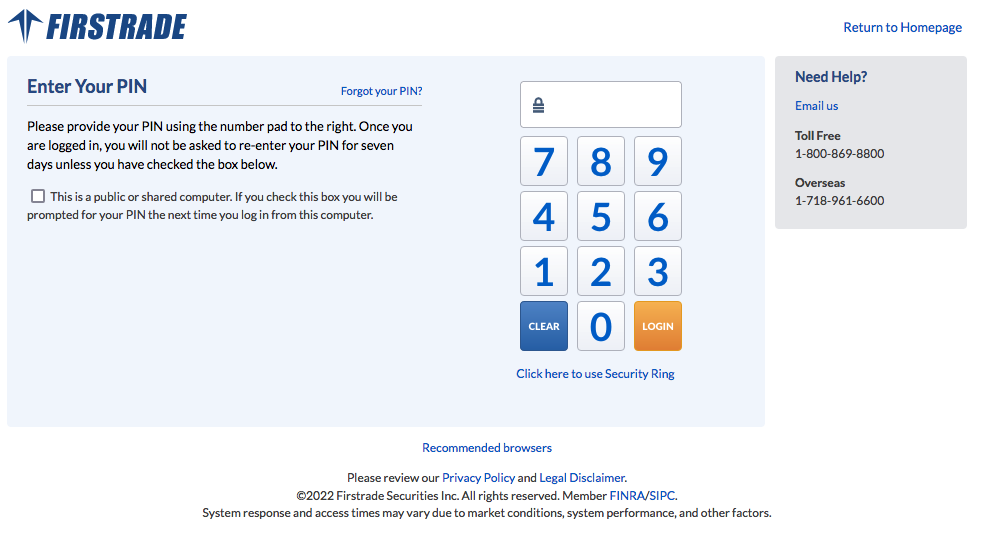 FIRSTRADE
Return to Homepage
Enter Your PIN
Forgot your PIN?
Please provide your PIN using the number pad to the right. Once you
are logged in, you will not be asked to re-enter your PIN for seven
days unless you have checked the box below.
This is a public or shared computer. If you check this box you will be
prompted for your PIN the next time you log in from this computer.
7 8 9
4 5 6
1 2 3
CLEAR 0 LOGIN
Click here to use Security Ring
Need Help?
Email us
Toll Free
1-800-869-8800
Overseas
1-718-961-6600
Recommended browsers
Please review our Privacy Policy and Legal Disclaimer.
©2022 Firstrade Securities Inc. All rights reserved. Member FINRA/SIPC.
System response and access times may vary due to market conditions, system performance, and other factors.